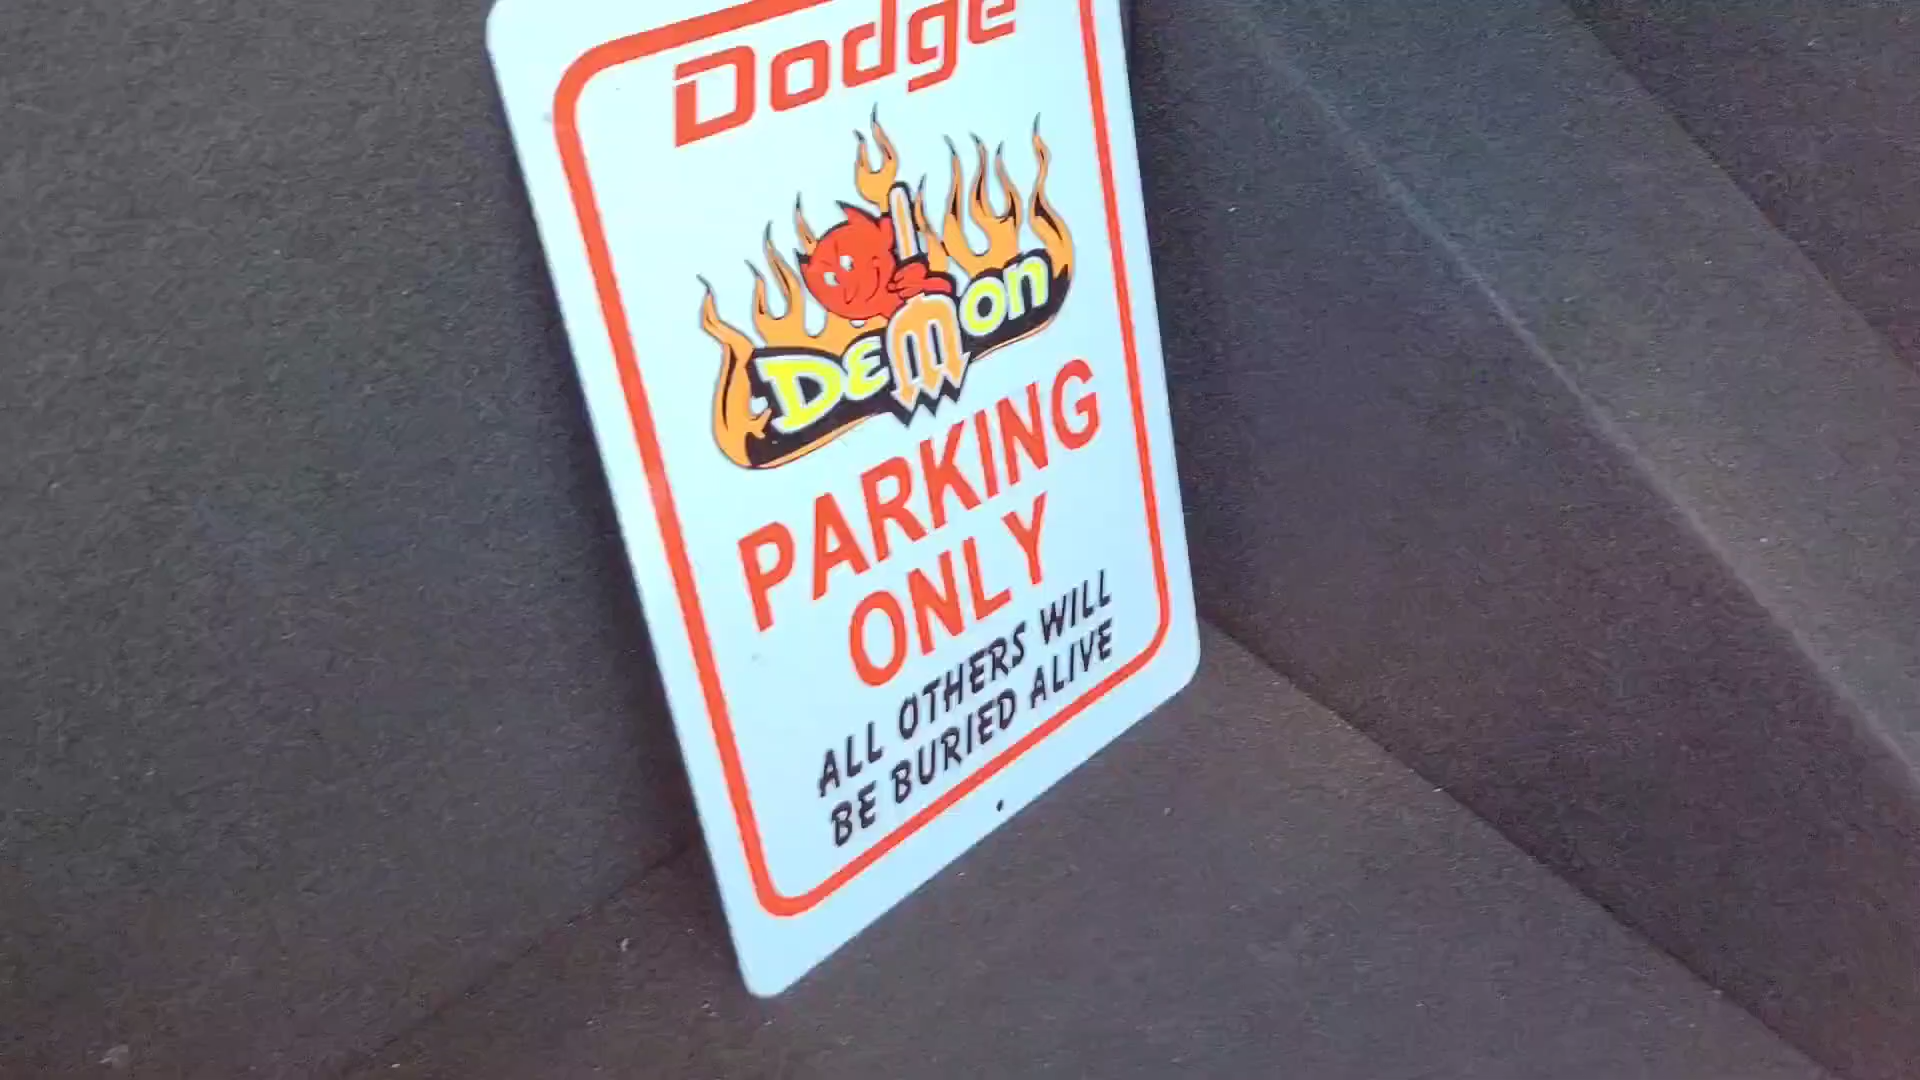 Dodge
DEMON
PARKING
ONLY
ALL OTHERS WILL
BE BURIED ALIVE